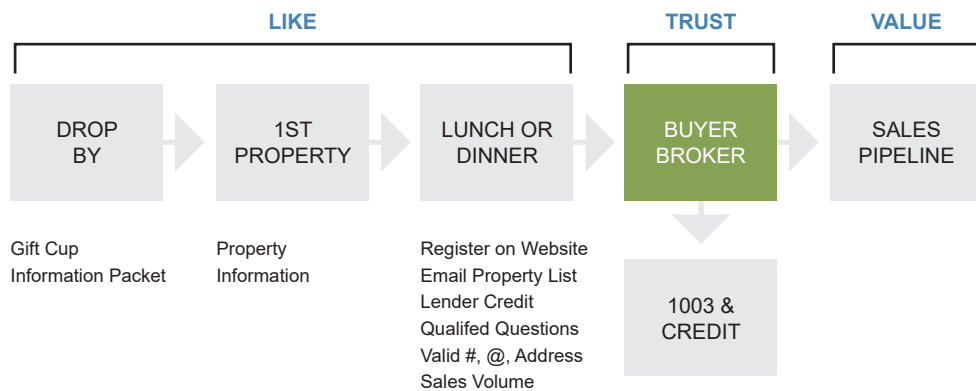 LIKE
TRUST
VALUE
DROP
BY
1ST
PROPERTY
LUNCH OR
DINNER
BUYER
BROKER
SALES
PIPELINE
Gift Cup
Information Packet
Property
Information
Register on Website
Email Property List
Lender Credit
Qualifed Questions
Valid #, @, Address
Sales Volume
1003 &
CREDIT